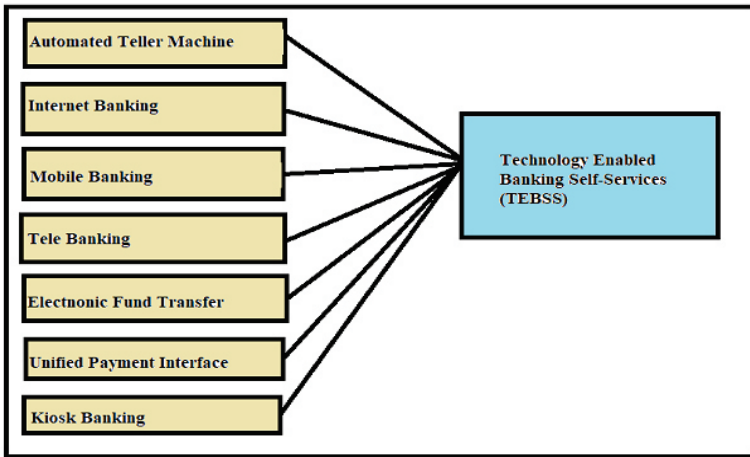 Automated Teller Machine
Internet Banking
Mobile Banking
Tele Banking
Electnonic Fund Transfer
Unified Payment Interface
Kiosk Banking
Technology Enabled
Banking Self-Services
(TEBSS)